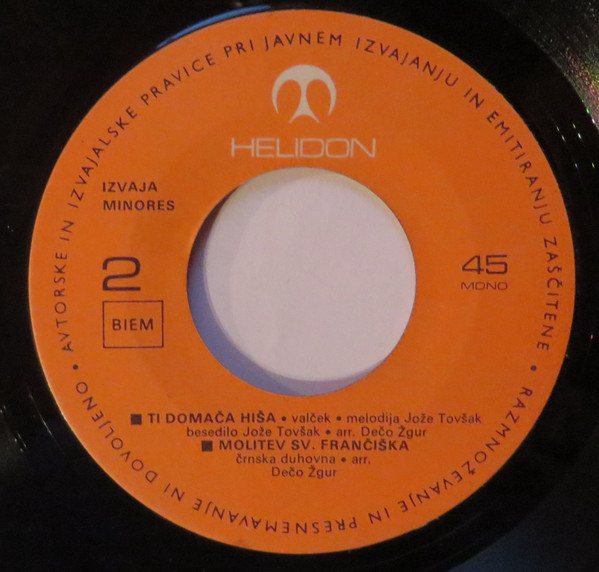 AVTORSKE IN IZVAJALSKE PRAVICE PRI JAVNEM IZVAJANJU IN EMITIRANJU ZAŠČITENE • RAZMNOŽEVANJE IN PRESNEMAVANJE NI DOVOLJENO •
HELIDON
IZVAJA
MINORES
2
BIEM
45
MONO
■ TI DOMAČA HIŠA • valček • melodija Jože Tovšak
besedilo Jože Tovšak • arr. Dečo Žgur
■ MOLITEV SV. FRANČIŠKA
črnska duhovna • arr.
Dečo Žgur